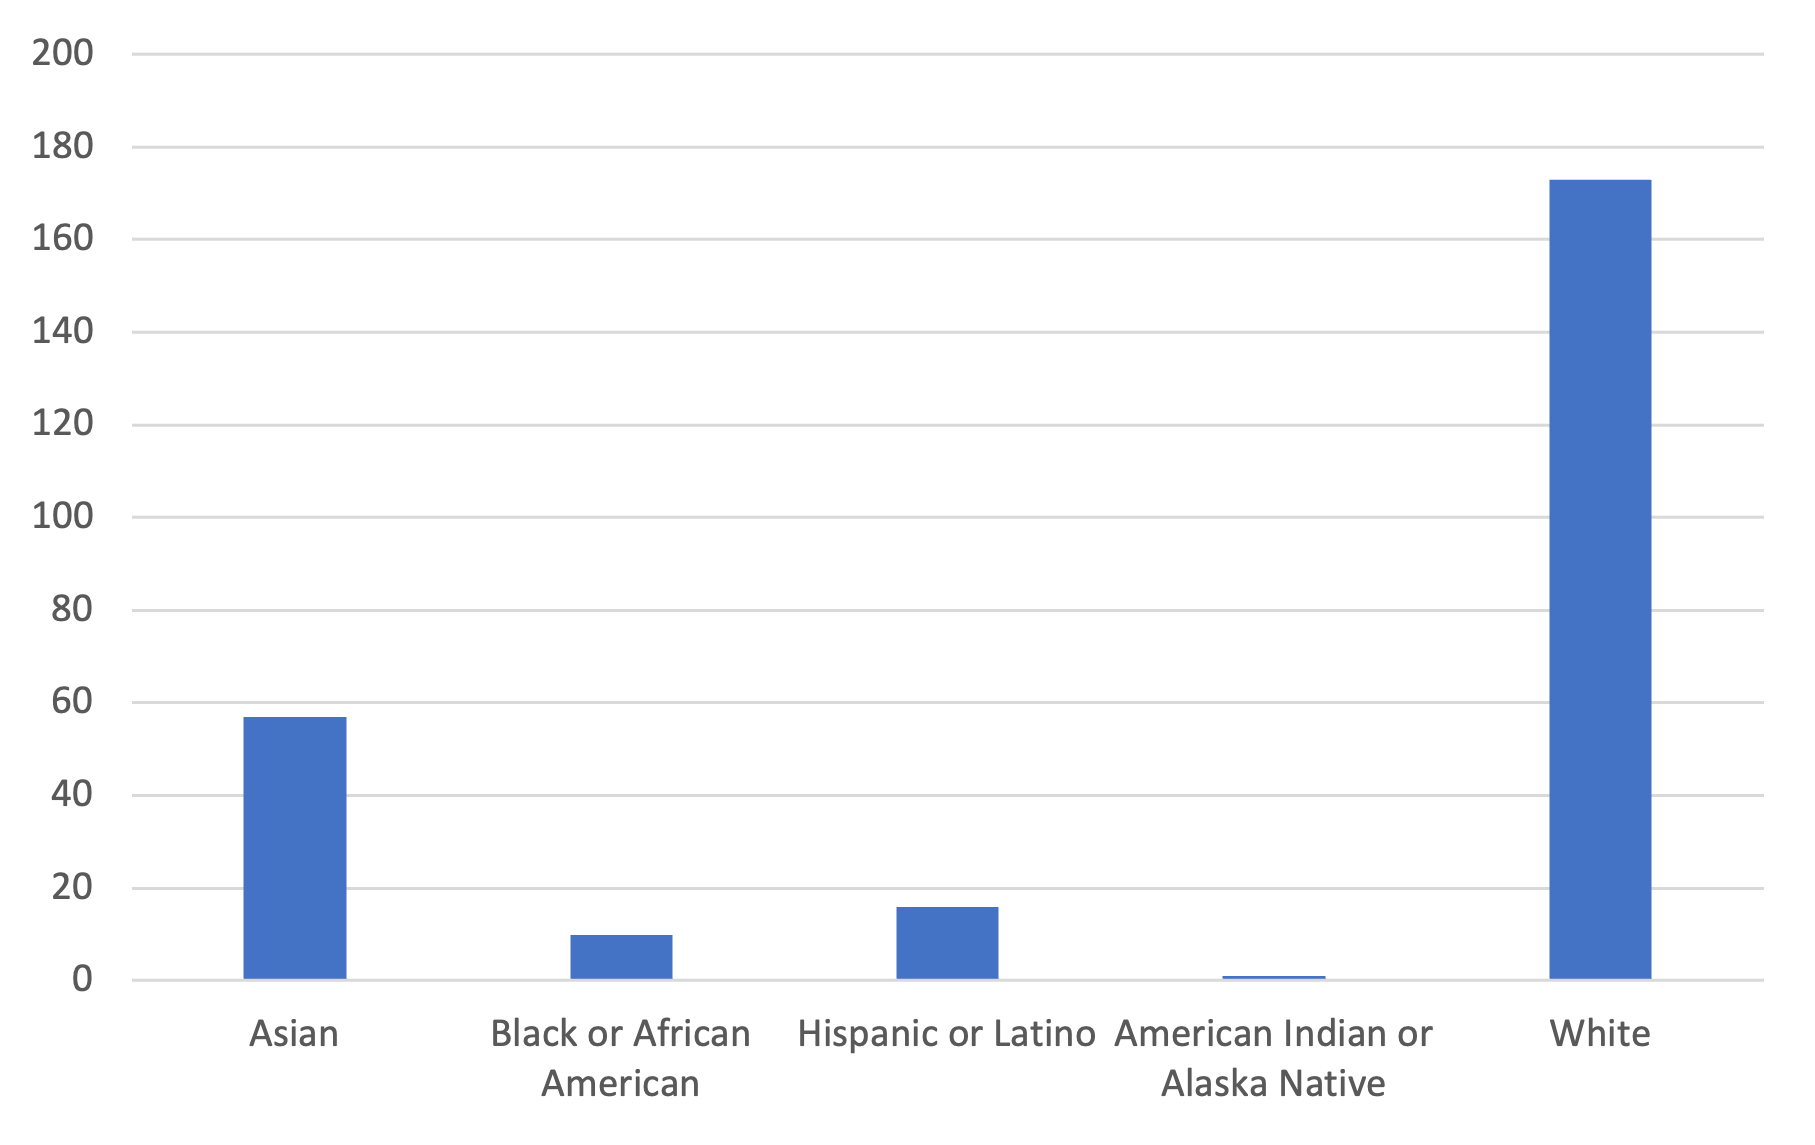 200
180
160
140
120
100
80
60
40
20
0
Asian
Black or African
American
Hispanic or Latino
American Indian or
Alaska Native
White